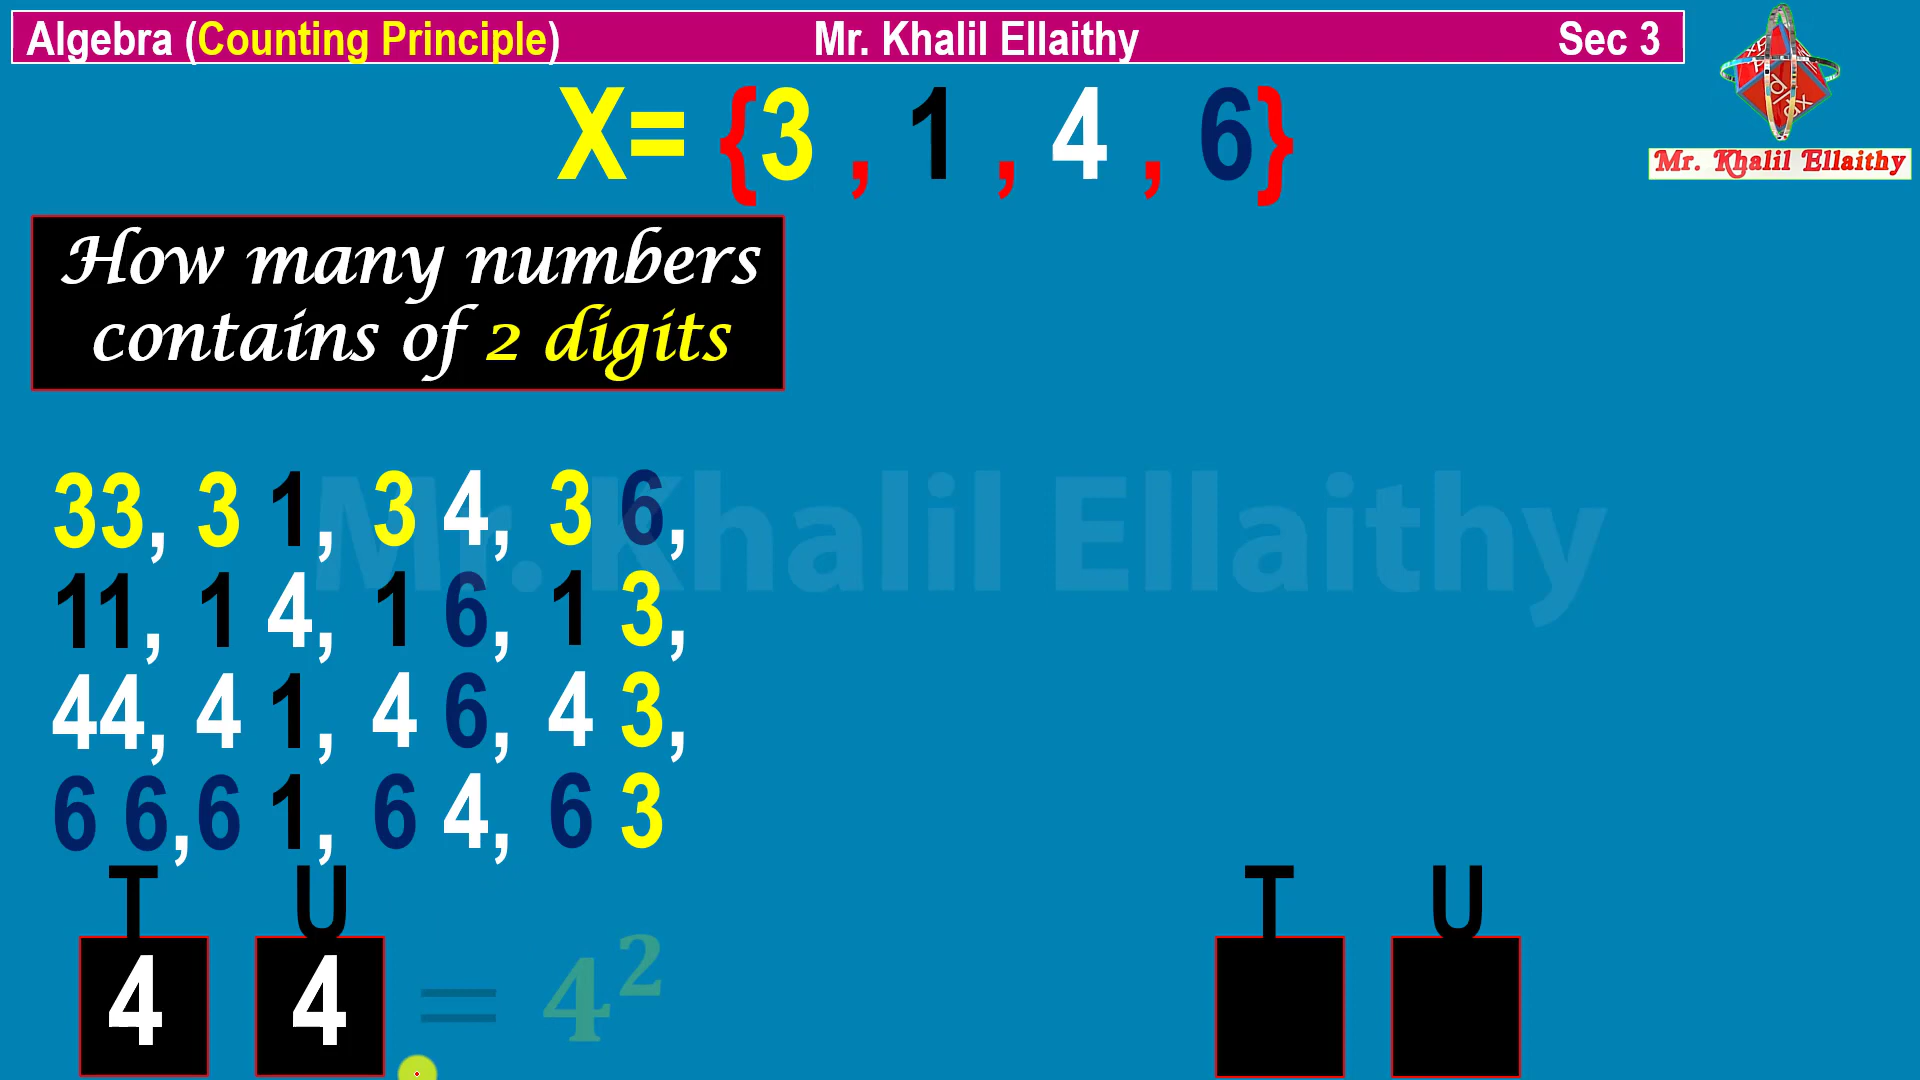 Algebra (Counting Principle) Mr. Khalil Ellaithy Sec 3
X= {3 , 1 , 4 , 6}
Mr. Khalil Ellaithy
How many numbers
contains of 2 digits
Mr. Khalil Ellaithy
33, 3 1, 3 4, 3 6,
11, 1 4, 1 6, 1 3,
44, 4 1, 4 6, 4 3,
6 6,6 1, 6 4, 6 3
T U T U
4 4 = 4²